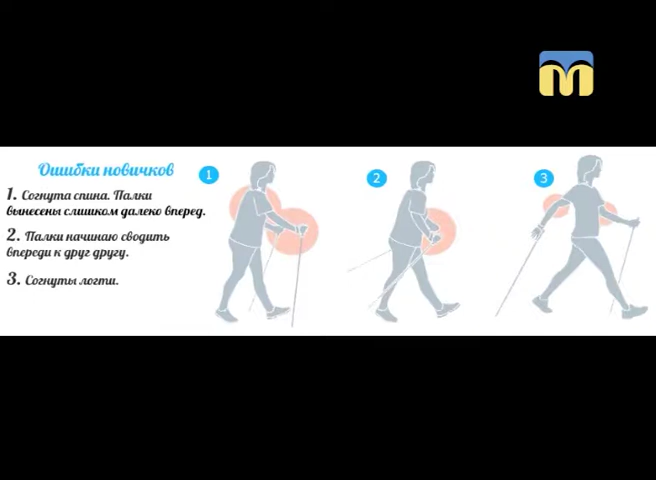 Ошибки новичков
1. Согнута спина. Палки
вынесены слишком далеко вперед.
2. Палки начинаю сводить
впереди к друг другу.
3. Согнуты логти.
1
2
3